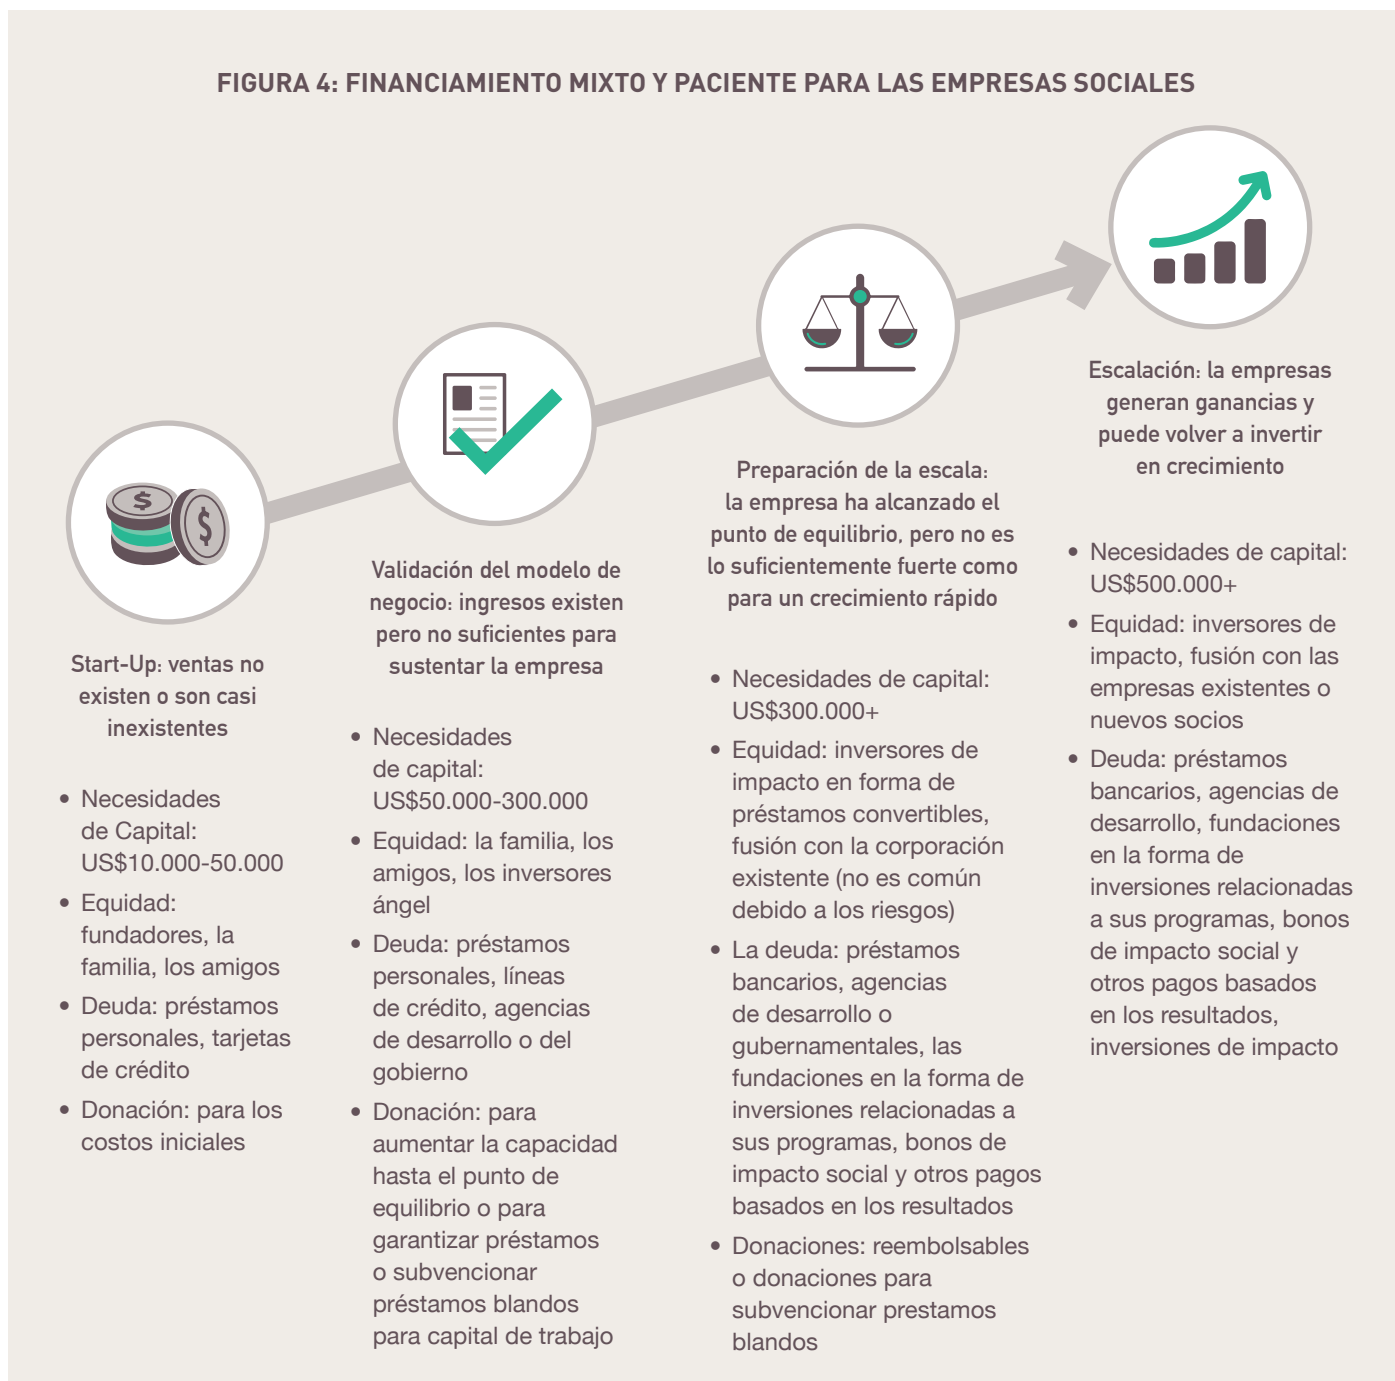 FIGURA 4: FINANCIAMIENTO MIXTO Y PACIENTE PARA LAS EMPRESAS SOCIALES
$
$
Start-Up: ventas no
existen o son casi
inexistentes
• Necesidades
de Capital:
US$10.000-50.000
• Equidad:
fundadores, la
familia, los amigos
• Deuda: préstamos
personales, tarjetas
de crédito
• Donación: para los
costos iniciales
Validación del modelo de
negocio: ingresos existen
pero no suficientes para
sustentar la empresa
• Necesidades
de capital:
US$50.000-300.000
• Equidad: la familia, los
amigos, los inversores
ángel
• Deuda: préstamos
personales, líneas
de crédito, agencias
de desarrollo o del
gobierno
• Donación: para
aumentar la capacidad
hasta el punto de
equilibrio o para
garantizar préstamos
o subvencionar
préstamos blandos
para capital de trabajo
Preparación de la escala:
la empresa ha alcanzado el
punto de equilibrio, pero no es
lo suficientemente fuerte como
para un crecimiento rápido
• Necesidades de capital:
US$300.000+
• Equidad: inversores de
impacto en forma de
préstamos convertibles,
fusión con la corporación
existente (no es común
debido a los riesgos)
• La deuda: préstamos
bancarios, agencias
de desarrollo o
gubernamentales, las
fundaciones en la forma de
inversiones relacionadas a
sus programas, bonos de
impacto social y otros pagos
basados en los resultados
• Donaciones: reembolsables
o donaciones para
subvencionar prestamos
blandos
Escalación: la empresas
generan ganancias y
puede volver a invertir
en crecimiento
• Necesidades de capital:
US$500.000+
• Equidad: inversores de
impacto, fusión con las
empresas existentes o
nuevos socios
• Deuda: préstamos
bancarios, agencias de
desarrollo, fundaciones
en la forma de
inversiones relacionadas
a sus programas, bonos
de impacto social y
otros pagos basados
en los resultados,
inversiones de impacto